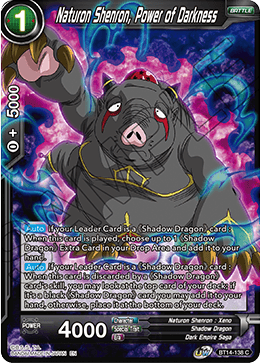 1
Naturon Shenron, Power of Darkness
BATTLE
0 + 5000
Auto If your Leader Card is a 《Shadow Dragon》 card :
When this card is played, choose up to 1 《Shadow
Dragon》 Extra Card in your Drop Area and add it to your
hand.
Auto If your Leader Card is a 《Shadow Dragon》 card :
When this card is discarded by a 《Shadow Dragon》
card's skill, you may look at the top card of your deck; if
it's a black 《Shadow Dragon》 card you may add it to your
hand, otherwise, place it at the bottom of your deck.
POWER
4000
Character
Naturon Shenron : Xeno
Special Trait
Shadow Dragon
Era
Dark Empire Saga
BT14-138 C